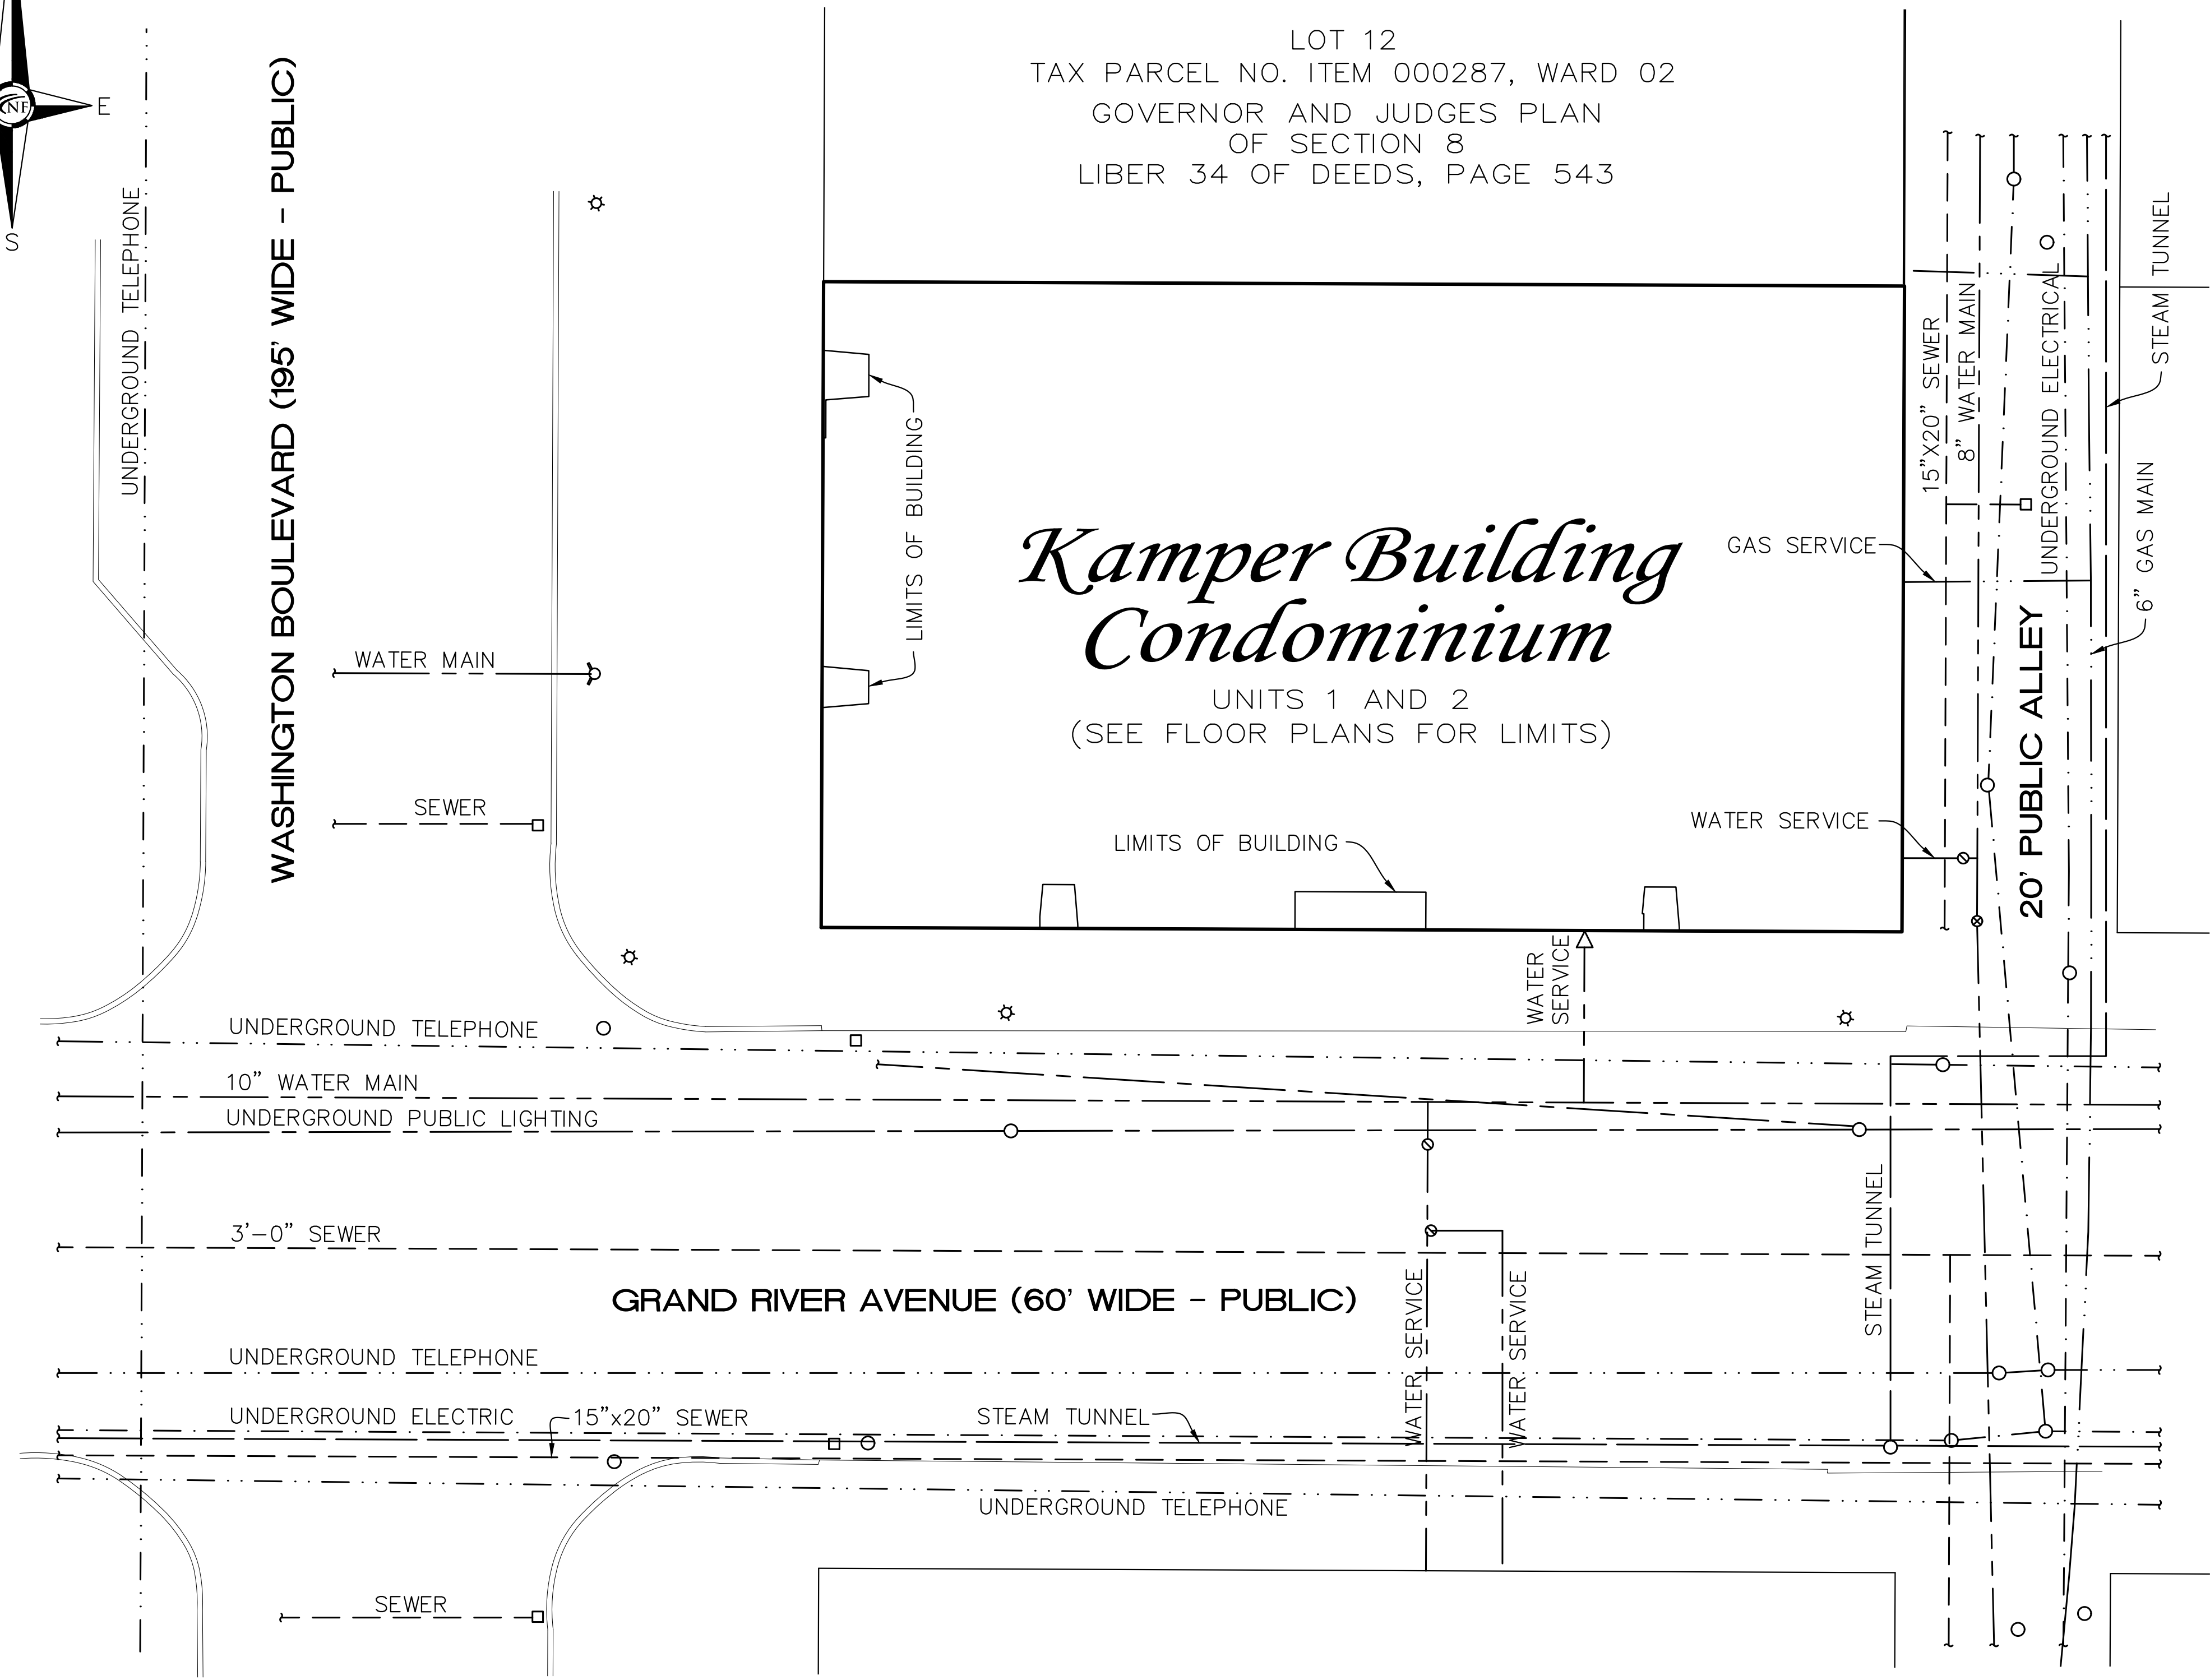 LOT 12
TAX PARCEL NO. ITEM 000287, WARD 02
GOVERNOR AND JUDGES PLAN
OF SECTION 8
LIBER 34 OF DEEDS, PAGE 543
E
S
UNDERGROUND TELEPHONE
WASHINGTON BOULEVARD (195' WIDE - PUBLIC)
LIMITS OF BUILDING
Kamper Building
Condominium
UNITS 1 AND 2
(SEE FLOOR PLANS FOR LIMITS)
LIMITS OF BUILDING
GAS SERVICE
WATER SERVICE
15"X20" SEWER
8" WATER MAIN
UNDERGROUND ELECTRICAL
STEAM TUNNEL
6" GAS MAIN
20' PUBLIC ALLEY
WATER MAIN
SEWER
WATER
SERVICE
UNDERGROUND TELEPHONE
10" WATER MAIN
UNDERGROUND PUBLIC LIGHTING
3'-0" SEWER
GRAND RIVER AVENUE (60' WIDE - PUBLIC)
WATER SERVICE
WATER SERVICE
STEAM TUNNEL
UNDERGROUND TELEPHONE
UNDERGROUND ELECTRIC
15"x20" SEWER
STEAM TUNNEL
UNDERGROUND TELEPHONE
SEWER